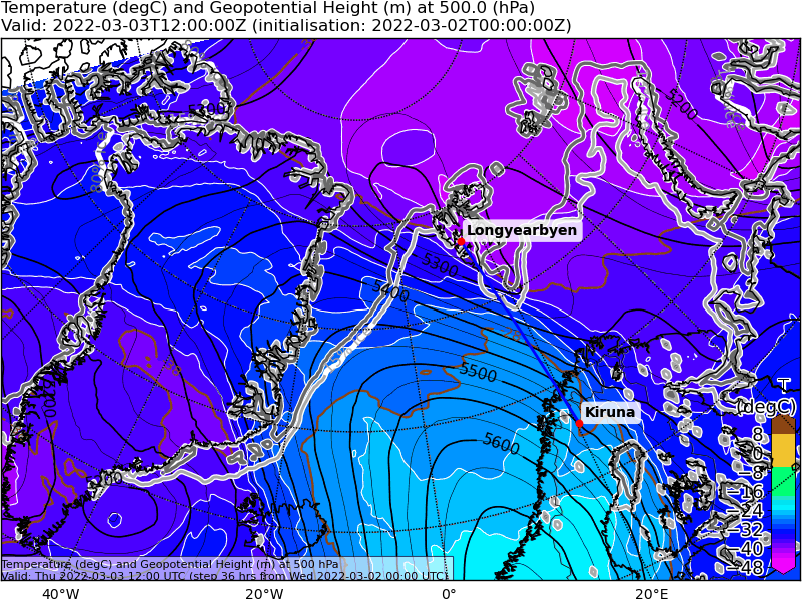 Temperature (degC) and Geopotential Height (m) at 500.0 (hPa)
Valid: 2022-03-03T12:00:00Z (initialisation: 2022-03-02T00:00:00Z)
5200
5200
Longyearbyen
5300
5400
5500
Kiruna
5600
5200
5200
T
(degC)
8
0
−8
−16
−24
−32
−40
−48
Temperature (degC) and Geopotential Height (m) at 500 hPa
Valid: Thu 2022-03-03 12:00 UTC (step 36 hrs from Wed 2022-03-02 00:00 UTC)
40°W
20°W
0°
20°E